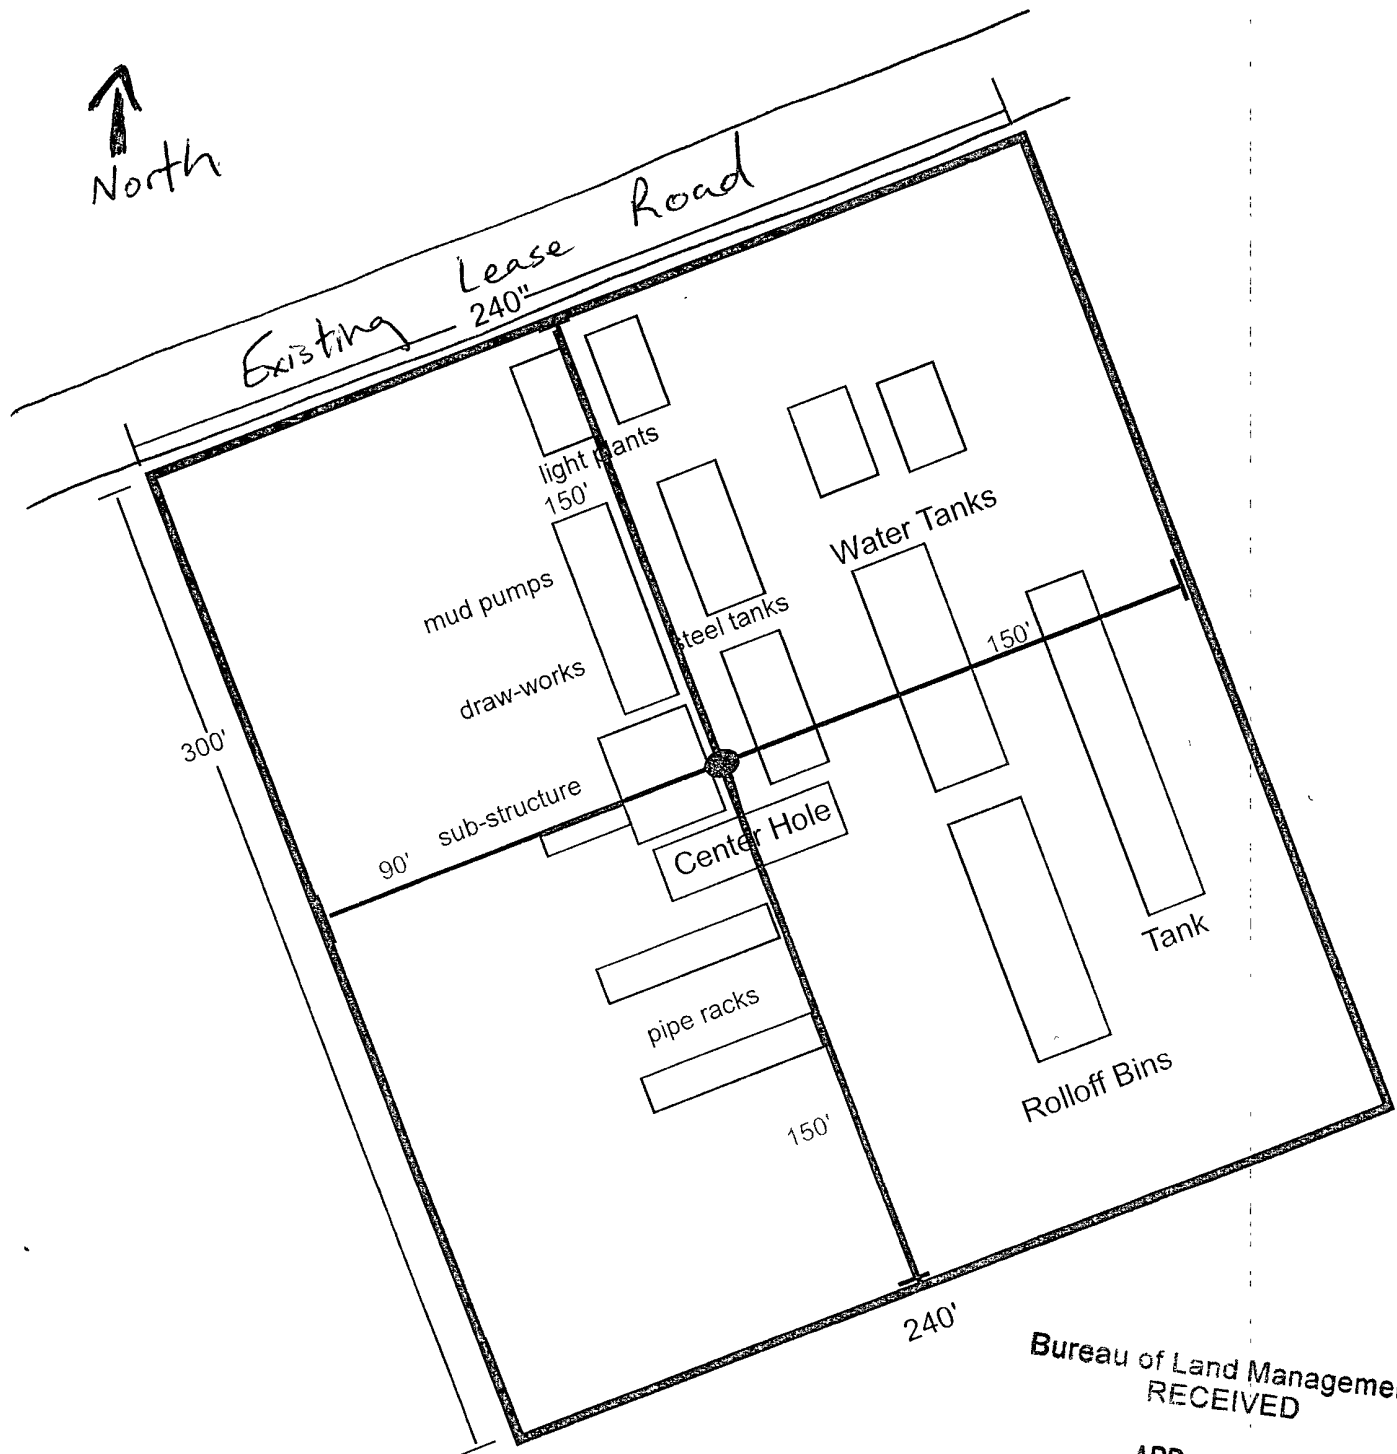 North
Existing Lease Road
240"
light plants
150'
mud pumps
steel tanks
Water Tanks
draw-works
150'
300'
sub-structure
90'
Center Hole
Tank
pipe racks
Rolloff Bins
150'
240'
Bureau of Land
RECEIVED